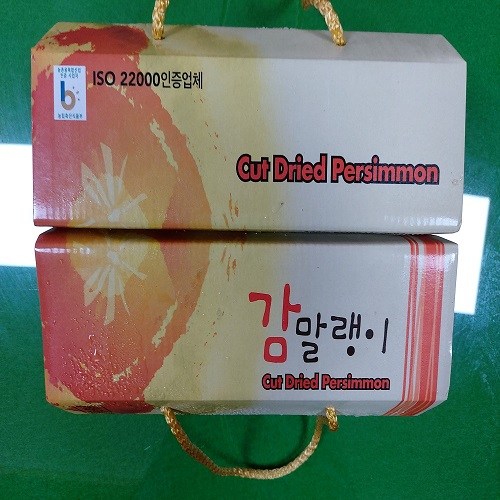 ISO 22000인증업체
Cut Dried Persimmon
감말랭이
Cut Dried Persimmon